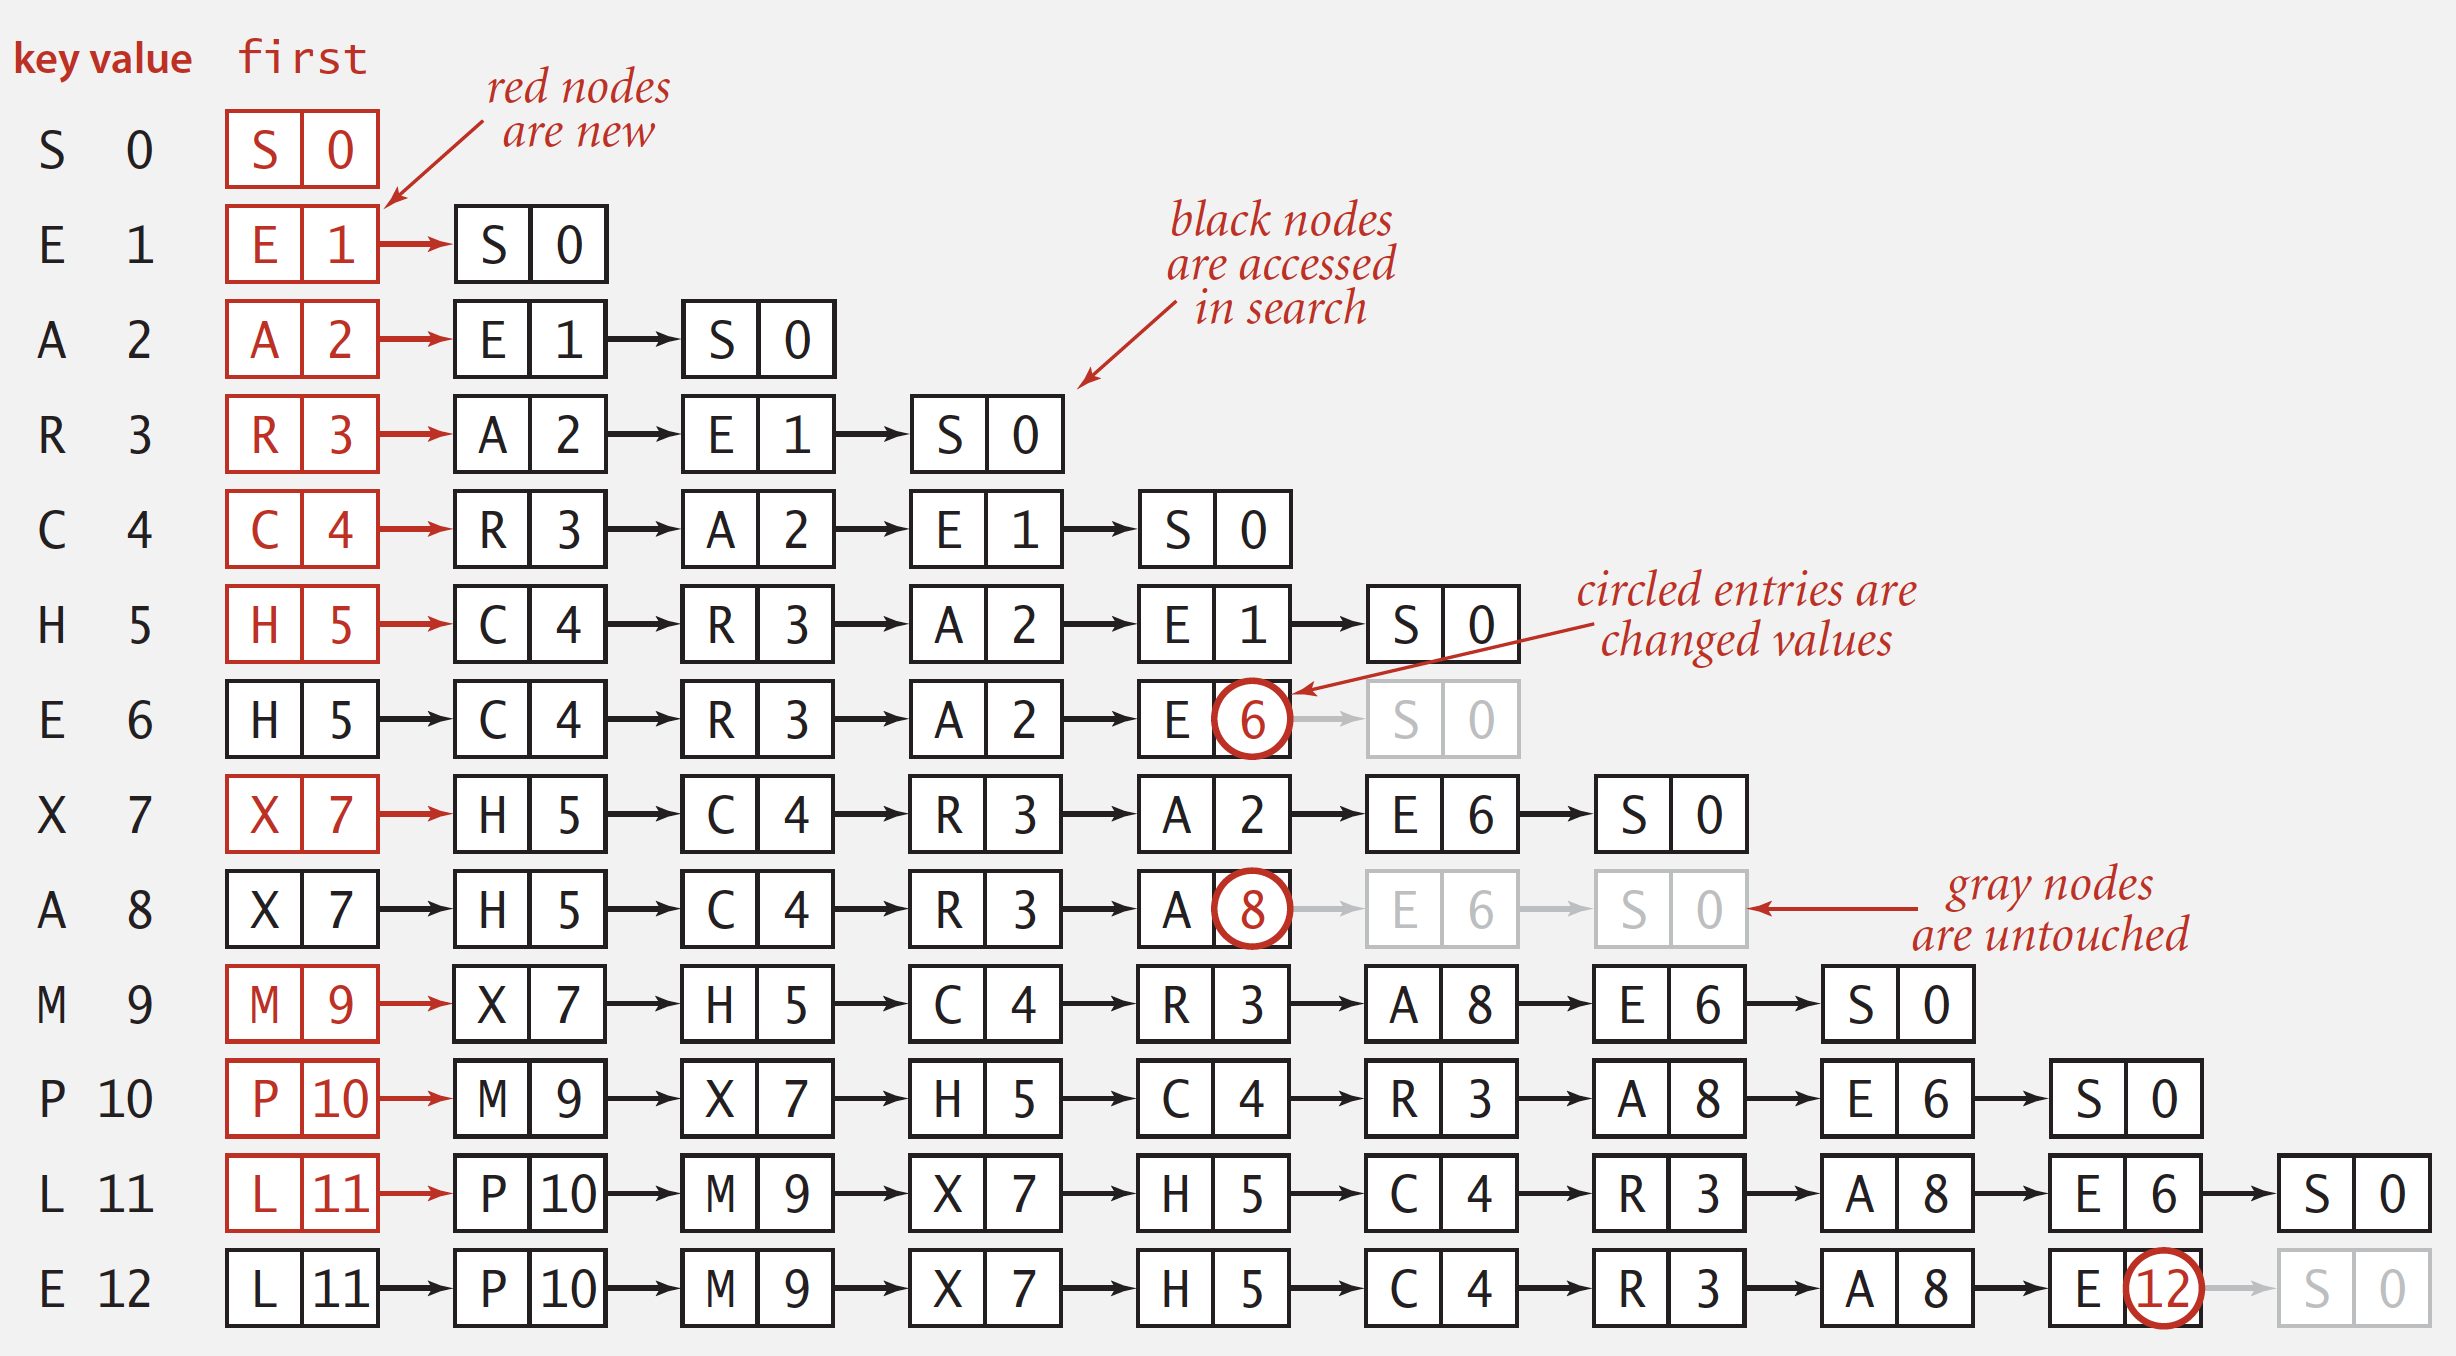 key value first
red nodes
are new
S 0 S 0
black nodes
are accessed
in search
E 1 E 1 S 0
A 2 A 2 E 1 S 0
R 3 R 3 A 2 E 1 S 0
C 4 C 4 R 3 A 2 E 1 S 0
circled entries are
changed values
H 5 H 5 C 4 R 3 A 2 E 1 S 0
E 6 H 5 C 4 R 3 A 2 E 6 S 0
X 7 X 7 H 5 C 4 R 3 A 2 E 6 S 0
gray nodes
are untouched
A 8 X 7 H 5 C 4 R 3 A 8 E 6 S 0
M 9 M 9 X 7 H 5 C 4 R 3 A 8 E 6 S 0
P 10 P 10 M 9 X 7 H 5 C 4 R 3 A 8 E 6 S 0
L 11 L 11 P 10 M 9 X 7 H 5 C 4 R 3 A 8 E 6 S 0
E 12 L 11 P 10 M 9 X 7 H 5 C 4 R 3 A 8 E 12 S 0